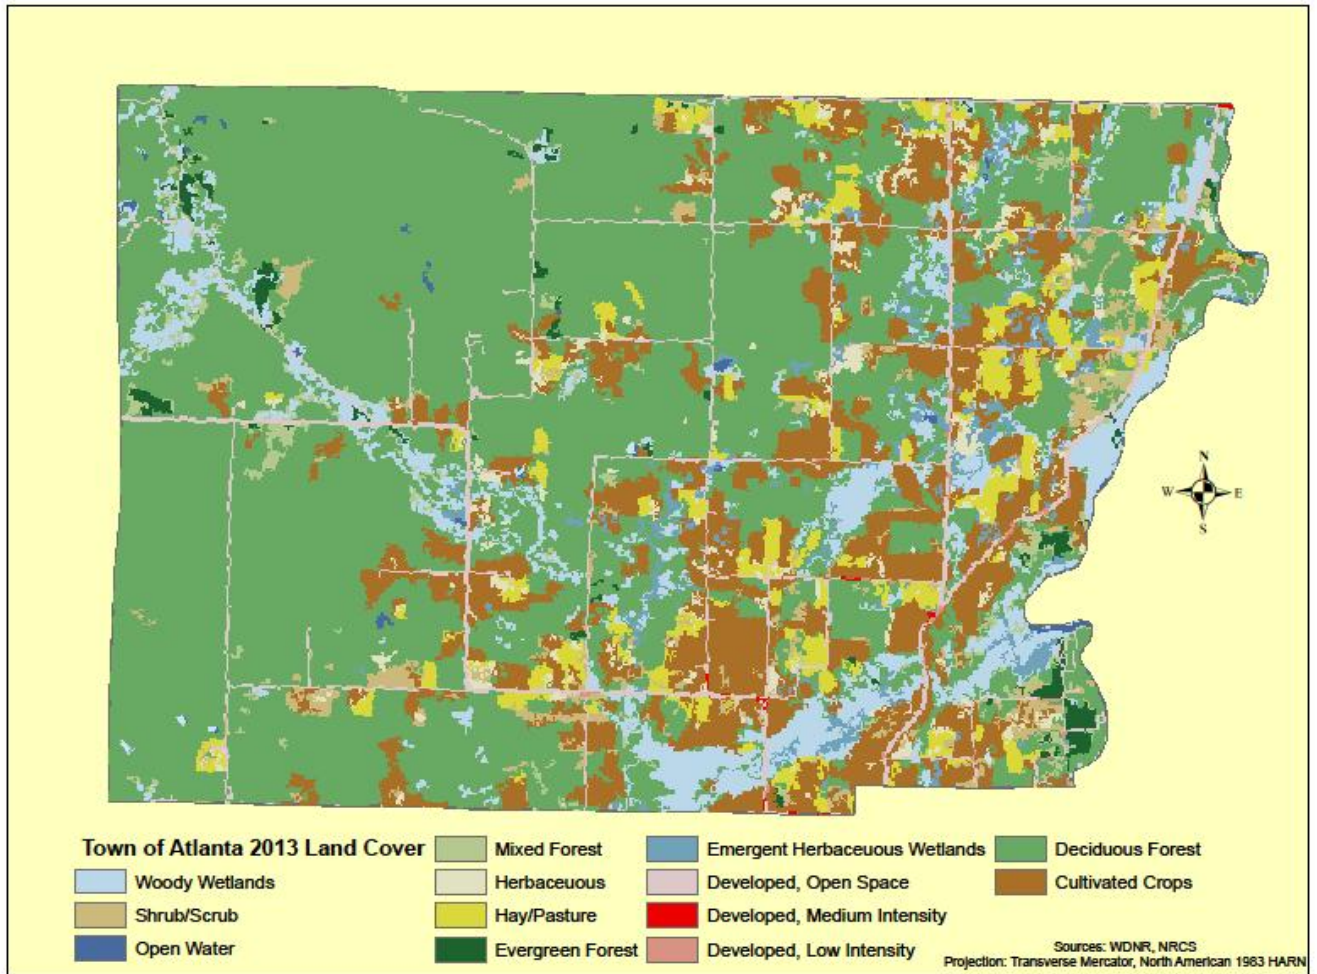 N
W
E
S
Town of Atlanta 2013 Land Cover
Woody Wetlands
Shrub/Scrub
Open Water
Mixed Forest
Herbaceuous
Hay/Pasture
Evergreen Forest
Emergent Herbaceuous Wetlands
Developed, Open Space
Developed, Medium Intensity
Developed, Low Intensity
Deciduous Forest
Cultivated Crops
Sources: WDNR, NRCS
Projection: Transverse Mercator, North American 1983 HARN